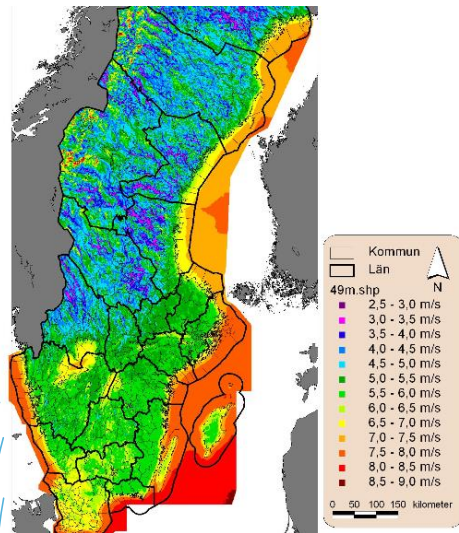 Kommun
Län
N
49m.shp
2,5 - 3,0 m/s
3,0 - 3,5 m/s
3,5 - 4,0 m/s
4,0 - 4,5 m/s
4,5 - 5,0 m/s
5,0 - 5,5 m/s
5,5 - 6,0 m/s
6,0 - 6,5 m/s
6,5 - 7,0 m/s
7,0 - 7,5 m/s
7,5 - 8,0 m/s
8,0 - 8,5 m/s
8,5 - 9,0 m/s
0 50 100 150 kilometer